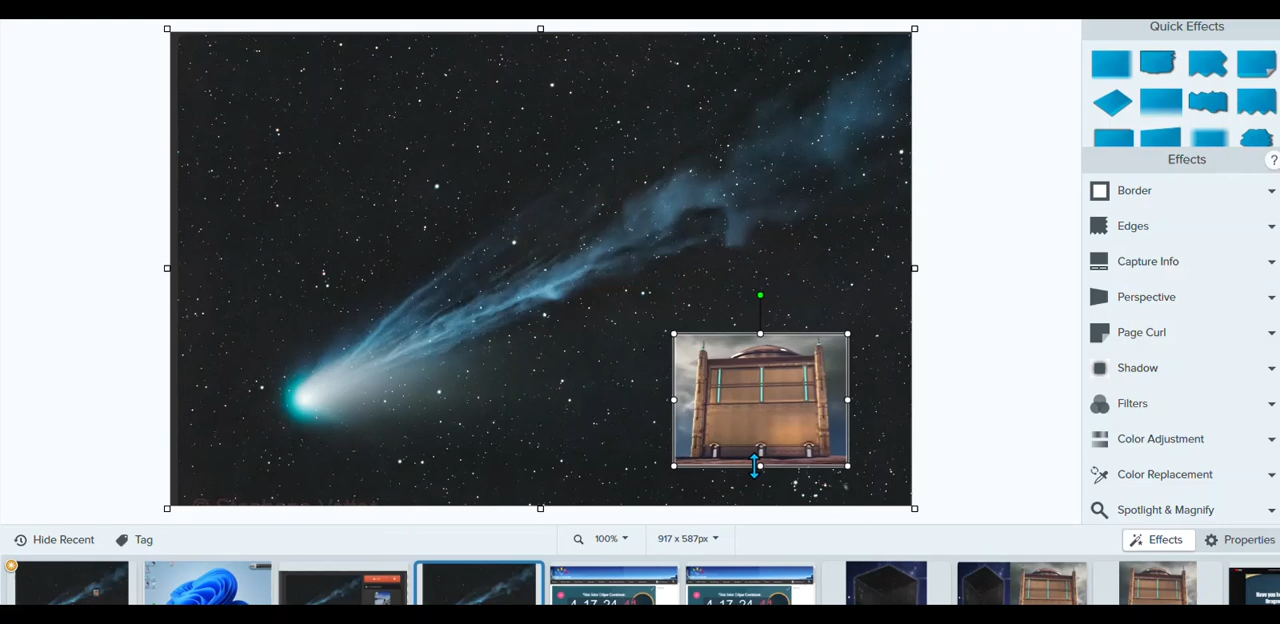 Quick Effects
Effects
?
Border
Edges
Capture Info
Perspective
Page Curl
Shadow
Filters
Color Adjustment
Color Replacement
Spotlight & Magnify
Hide Recent
Tag
100%
917 x 587px
Effects
Properties